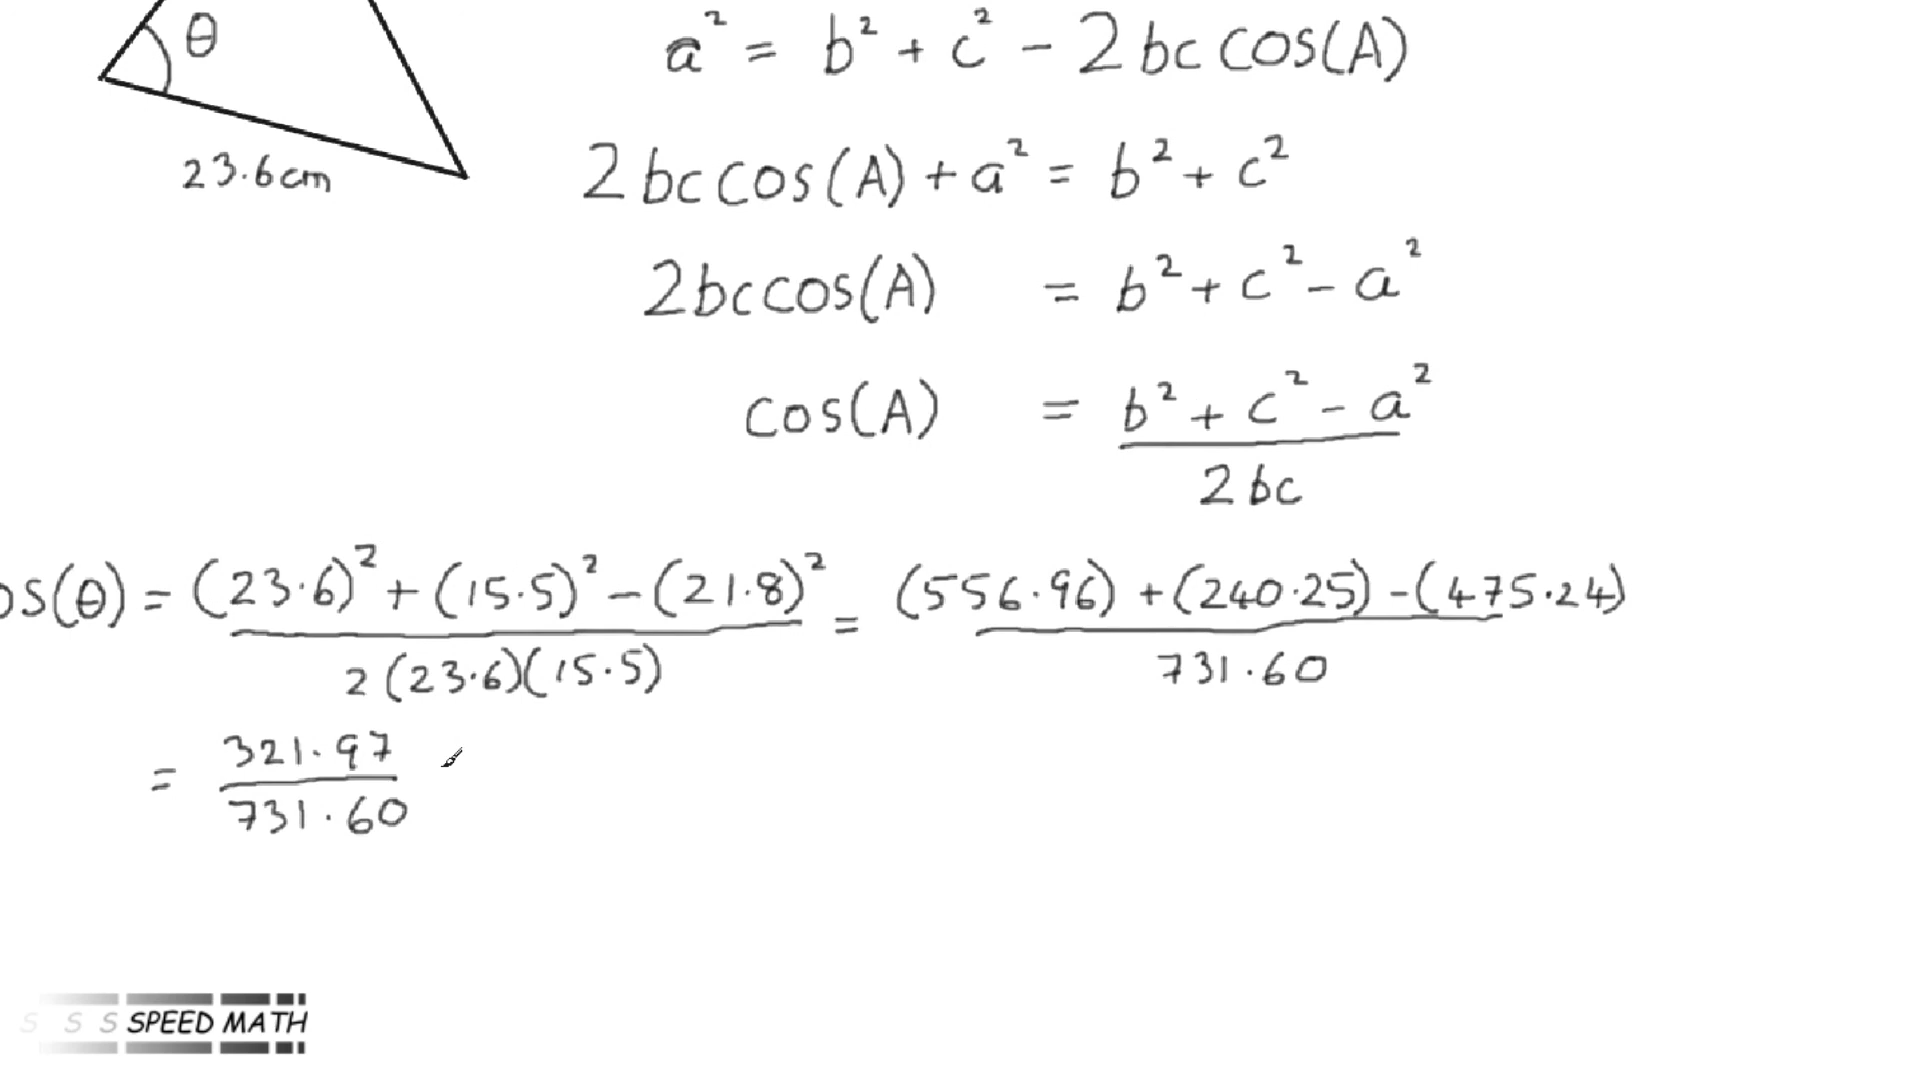 θ
23.6cm
a² = b² + c² - 2bc cos(A)
2bc cos(A) + a² = b² + c²
2bc cos(A) = b² + c² - a²
cos(A) = b² + c² - a²
2bc
os(θ) = (23.6)² + (15.5)² - (21.8)² = (556.96) + (240.25) - (475.24)
2(23.6)(15.5) 731.60
= 321.97
731.60
S S S SPEED MATH